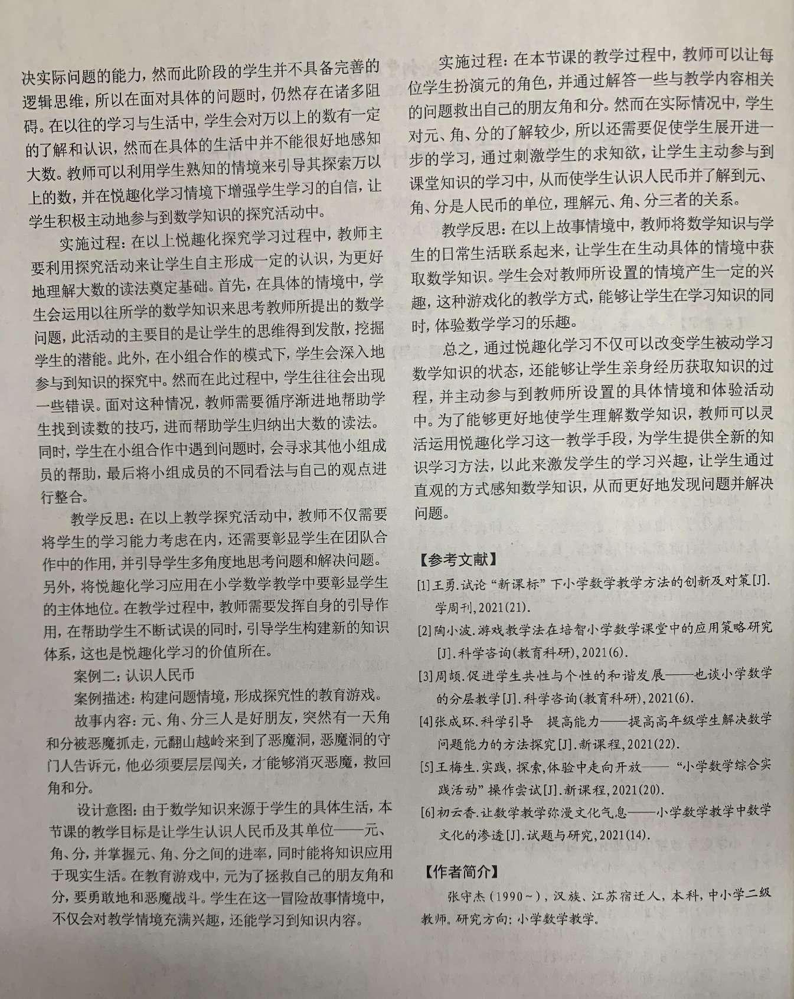 决实际问题的能力，然而此阶段的学生并不具备完善的
逻辑思维，所以在面对具体的问题时，仍然存在诸多阻
碍。在以往的学习与生活中，学生会对万以上的数有一定
的了解和认识，然而在具体的生活中并不能很好地感知
大数。教师可以利用学生熟知的情境来引导其探索万以
上的数，并在悦趣化学习情境下增强学生学习的自信，让
学生积极主动地参与到数学知识的探究活动中。
实施过程：在以上悦趣化探究学习过程中，教师主
要利用探究活动来让学生自主形成一定的认识，为更好
地理解大数的读法奠定基础。首先，在具体的情境中，学
生会运用以往所学的数学知识来思考教师所提出的数学
问题，此活动的主要目的是让学生的思维得到发散，挖掘
学生的潜能。此外，在小组合作的模式下，学生会深入地
参与到知识的探究中。然而在此过程中，学生往往会出现
一些错误。面对这种情况，教师需要循序渐进地帮助学
生找到读数的技巧，进而帮助学生归纳出大数的读法。
同时，学生在小组合作中遇到问题时，会寻求其他小组成
员的帮助，最后将小组成员的不同看法与自己的观点进
行整合。
教学反思：在以上教学探究活动中，教师不仅需要
将学生的学习能力考虑在内，还需要彰显学生在团队合
作中的作用，并引导学生多角度地思考问题和解决问题。
另外，将悦趣化学习应用在小学数学教学中要彰显学生
的主体地位。在教学过程中，教师需要发挥自身的引导作
用，在帮助学生不断试误的同时，引导学生构建新的知识
体系，这也是悦趣化学习的价值所在。
案例二：认识人民币
案例描述：构建问题情境，形成探究性的教育游戏。
故事内容：元、角、分三人是好朋友，突然有一天角
和分被恶魔抓走，元翻山越岭来到了恶魔洞，恶魔洞的守
门人告诉元，他必须要层层闯关，才能够消灭恶魔，救回
角和分。
设计意图：由于数学知识来源于学生的具体生活，本
节课的教学目标是让学生认识人民币及其单位——元、
角、分，并掌握元、角、分之间的进率，同时能将知识应用
于现实生活。在教育游戏中，元为了拯救自己的朋友角和
分，要勇敢地和恶魔战斗。学生在这一冒险故事情境中，
不仅会对教学情境充满兴趣，还能学习到知识内容。
实施过程：在本节课的教学过程中，教师可以让每
位学生扮演元的角色，并通过解答一些与教学内容相关
的问题救出自己的朋友角和分。然而在实际情况中，学生
对元、角、分的了解较少，所以还需要促使学生展开进一
步的学习，通过刺激学生的求知欲，让学生主动参与到
课堂知识的学习中，从而使学生认识人民币并了解到元、
角、分是人民币的单位，理解元、角、分三者的关系。
教学反思：在以上故事情境中，教师将数学知识与学
生的日常生活联系起来，让学生在生动具体的情境中获
取数学知识。学生会对教师所设置的情境产生一定的兴
趣，这种游戏化的教学方式，能够让学生在学习知识的同
时，体验数学学习的乐趣。
总之，通过悦趣化学习不仅可以改变学生被动学习
数学知识的状态，还能够让学生亲身经历获取知识的过
程，并主动参与到教师所设置的具体情境和体验活动
中。为了能够更好地使学生理解数学知识，教师可以灵
活运用悦趣化学习这一教学手段，为学生提供全新的知
识学习方法，以此来激发学生的学习兴趣，让学生通过
直观的方式感知数学知识，从而更好地发现问题并解决
问题。
【参考文献】
[1]王勇.试论“新课标”下小学数学教学方法的创新及对策[J].
学周刊,2021(21).
[2]陶小波.游戏教学法在培智小学数学课堂中的应用策略研究
[J].科学咨询(教育科研),2021(6).
[3]周颉.促进学生共性与个性的和谐发展——也谈小学数学
的分层教学[J].科学咨询(教育科研),2021(6).
[4]张成环.科学引导　提高能力——提高高年级学生解决数学
问题能力的方法探究[J].新课程,2021(22).
[5]王梅生.实践，探索,体验中走向开放——“小学数学综合实
践活动”操作尝试[J].新课程,2021(20).
[6]初云香.让数学教学弥漫文化气息——小学数学教学中数学
文化的渗透[J].试题与研究,2021(14).
【作者简介】
张守杰(1990~)，汉族、江苏宿迁人，本科，中小学二级
教师。研究方向：小学数学教学。